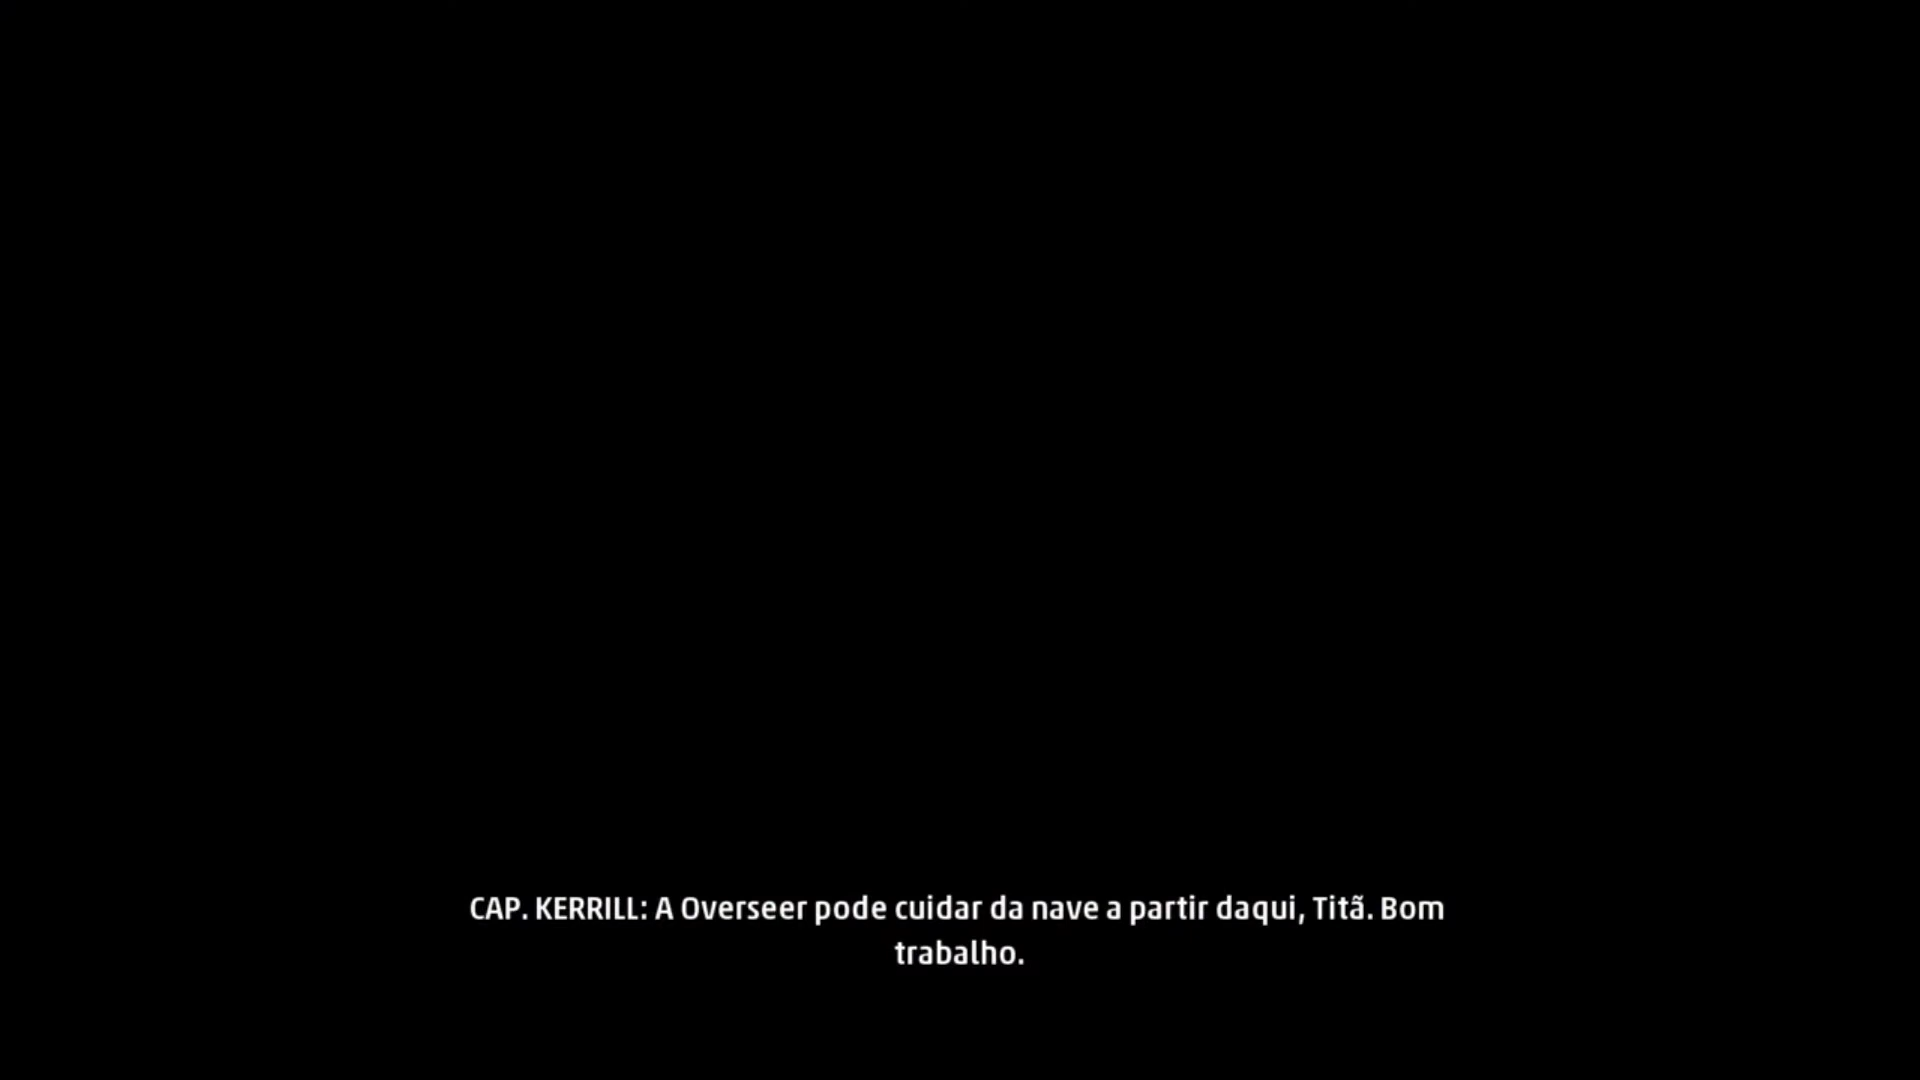 CAP. KERRILL: A Overseer pode cuidar da nave a partir daqui, Titã. Bom
trabalho.